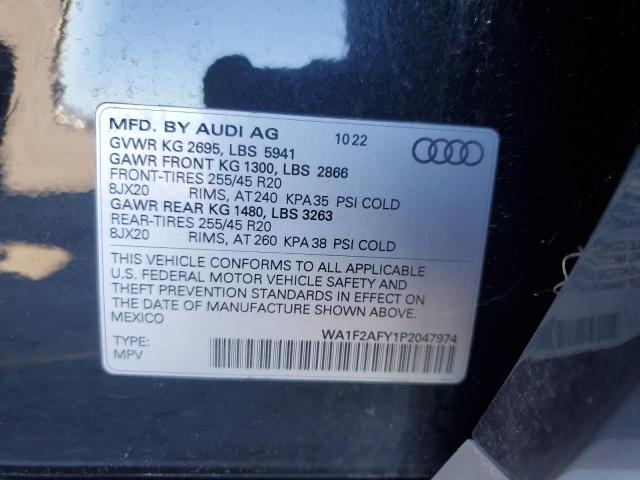 MFD. BY AUDI AG 1022
GVWR KG 2695, LBS 5941
GAWR FRONT KG 1300, LBS 2866
FRONT-TIRES 255/45 R20
8JX20 RIMS, AT 240 KPA 35 PSI COLD
GAWR REAR KG 1480, LBS 3263
REAR-TIRES 255/45 R20
8JX20 RIMS, AT 260 KPA 38 PSI COLD
THIS VEHICLE CONFORMS TO ALL APPLICABLE
U.S. FEDERAL MOTOR VEHICLE SAFETY AND
THEFT PREVENTION STANDARDS IN EFFECT ON
THE DATE OF MANUFACTURE SHOWN ABOVE.
MEXICO
WA1F2AFY1P2047974
TYPE:
MPV